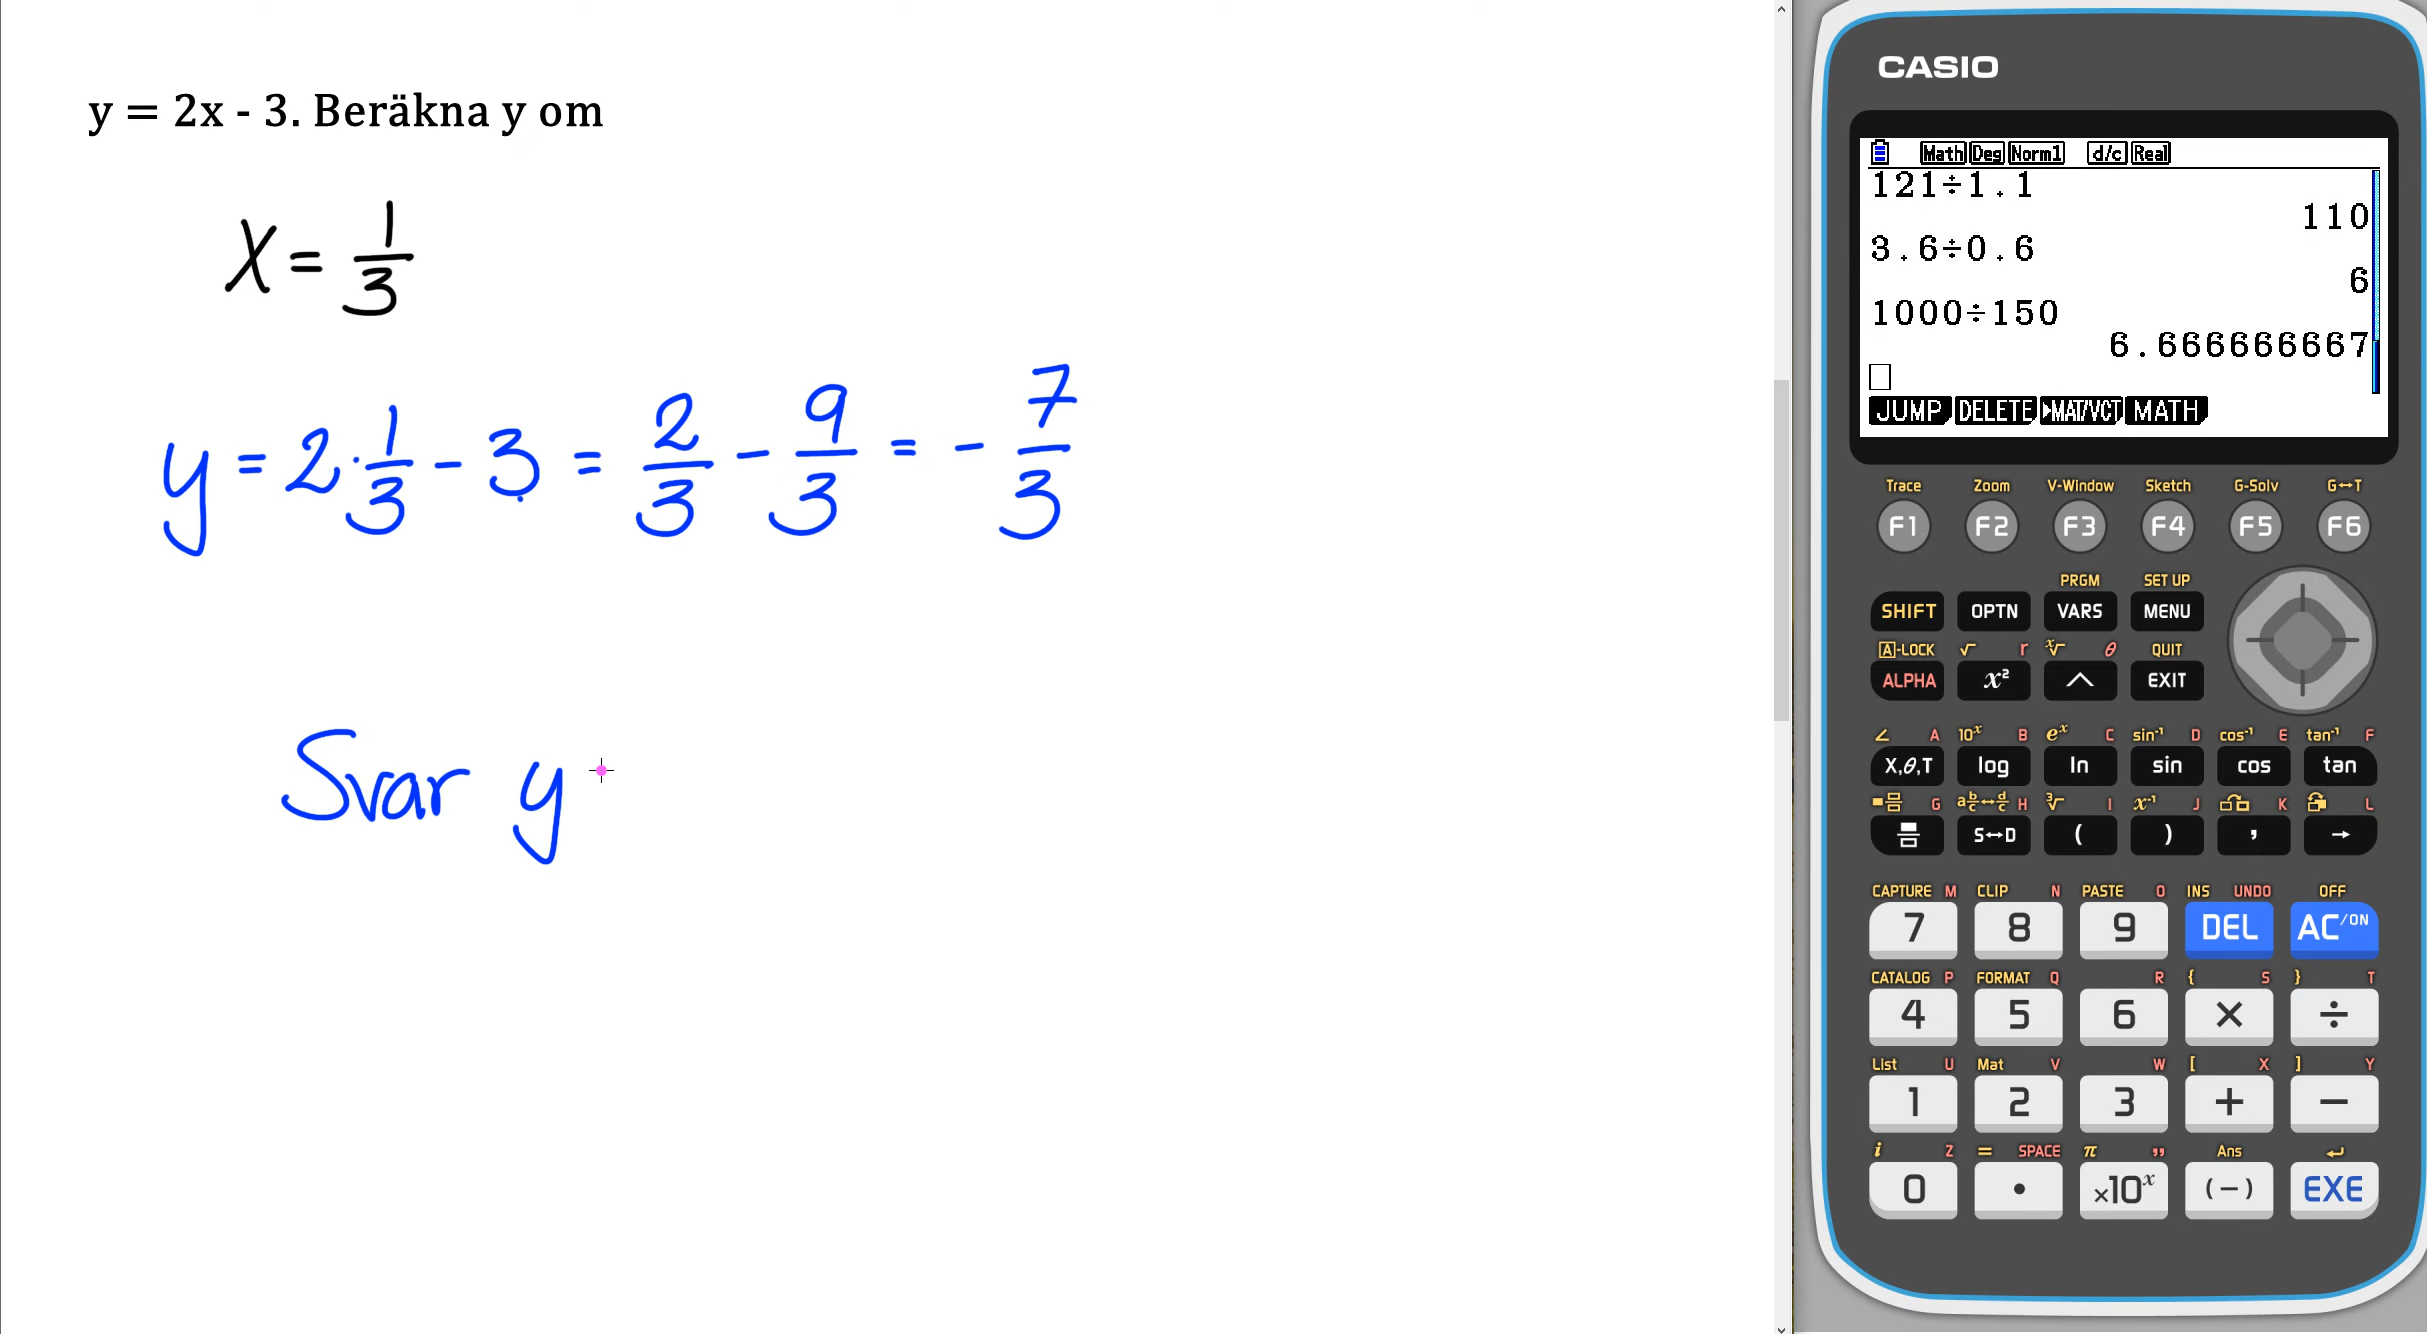 y = 2x - 3. Beräkna y om
X = 1/3
y = 2·1/3 - 3 = 2/3 - 9/3 = - 7/3
Svar y
CASIO
Math Deg Norm1 d/c Real
121÷1.1
110
3.6÷0.6
6
1000÷150
6.666666667
JUMP DELETE ▶MAT/VCT MATH
Trace Zoom V-Window Sketch G-Solv G↔T
F1 F2 F3 F4 F5 F6
PRGM SET UP
SHIFT OPTN VARS MENU
A-LOCK √ r ˣ√ θ QUIT
ALPHA x² ^ EXIT
∠ A 10ˣ B eˣ C sin⁻¹ D cos⁻¹ E tan⁻¹ F
X,θ,T log ln sin cos tan
G a b/c↔d/c H ³√ I x⁻¹ J K L
S↔D ( ) , →
CAPTURE M CLIP N PASTE O INS UNDO OFF
7 8 9 DEL AC/ON
CATALOG P FORMAT Q R { S } T
4 5 6 × ÷
List U Mat V W [ X ] Y
1 2 3 + −
i Z = SPACE π " Ans ↵
0 . ×10ˣ (−) EXE